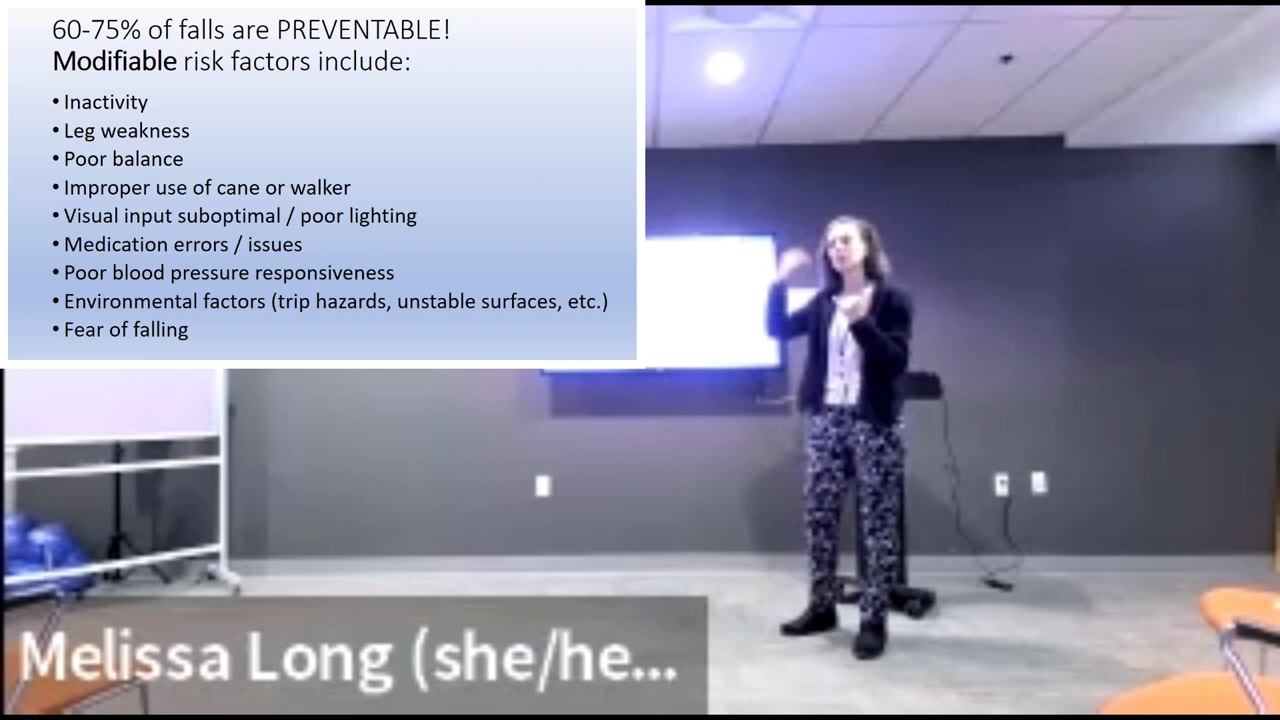 60-75% of falls are PREVENTABLE!
Modifiable risk factors include:
• Inactivity
• Leg weakness
• Poor balance
• Improper use of cane or walker
• Visual input suboptimal / poor lighting
• Medication errors / issues
• Poor blood pressure responsiveness
• Environmental factors (trip hazards, unstable surfaces, etc.)
• Fear of falling
Melissa Long (she/he...